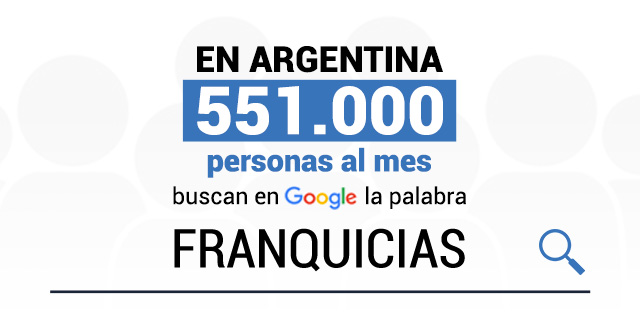 EN ARGENTINA
551.000
personas al mes
buscan en Google la palabra
FRANQUICIAS